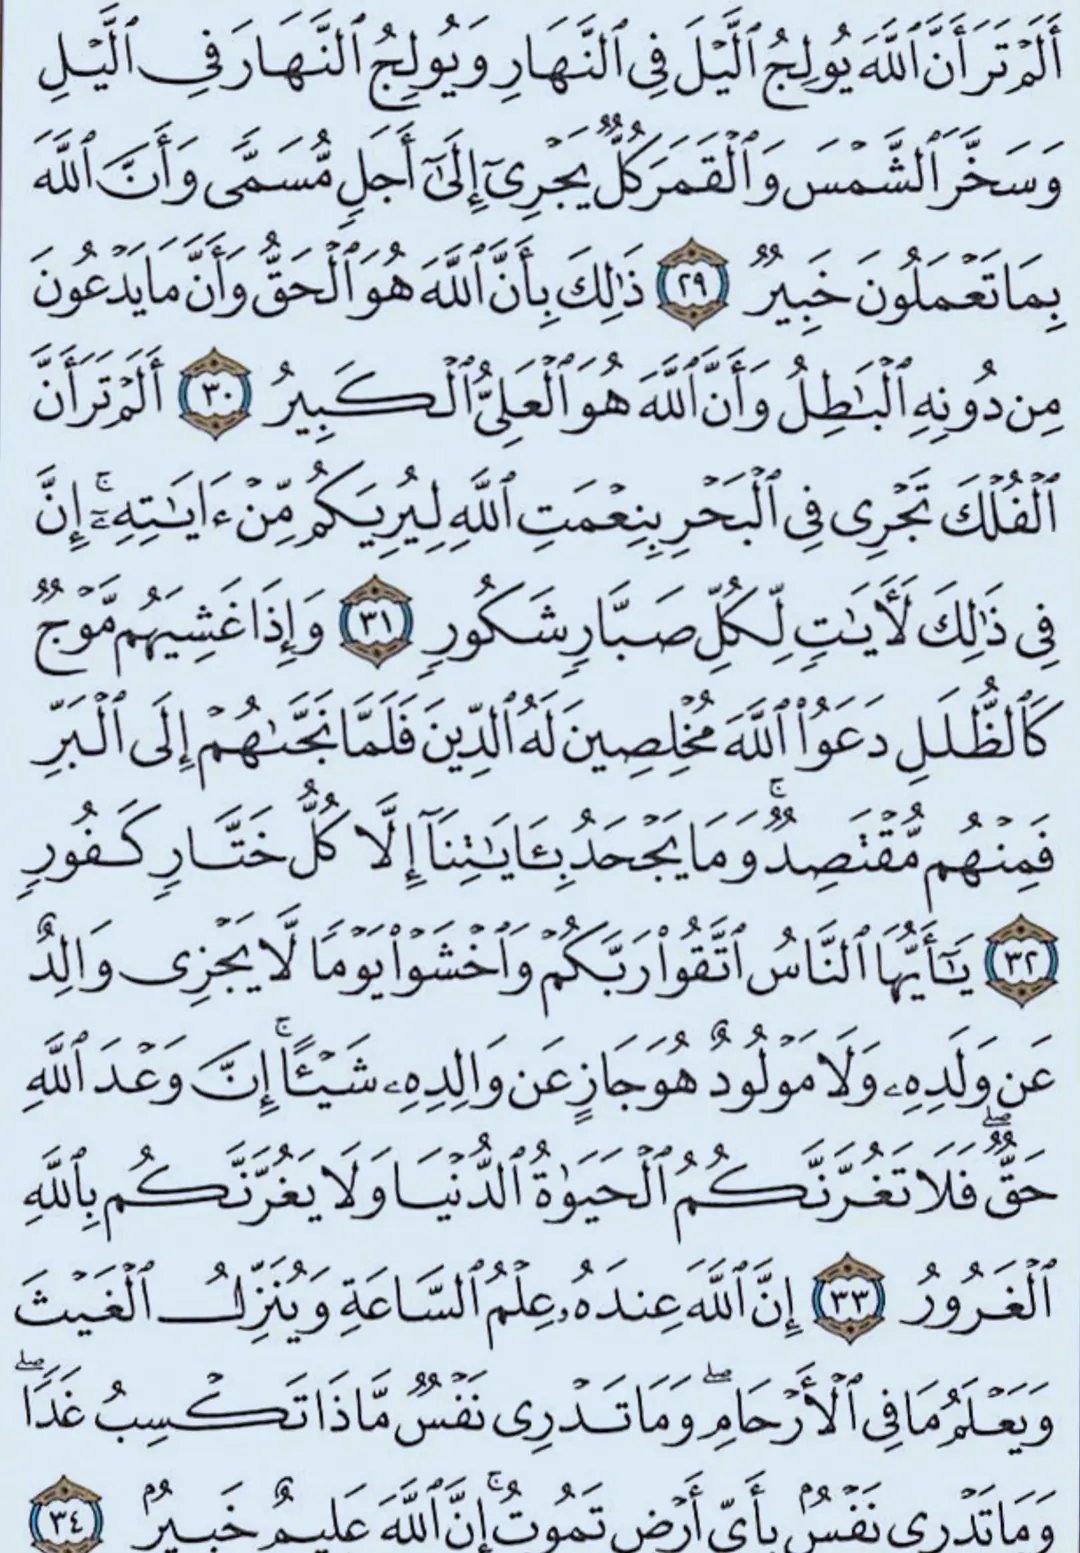 أَلَمْ تَرَ أَنَّ ٱللَّهَ يُولِجُ ٱلَّيْلَ فِى ٱلنَّهَارِ وَيُولِجُ ٱلنَّهَارَ فِى ٱلَّيْلِ
وَسَخَّرَ ٱلشَّمْسَ وَٱلْقَمَرَ كُلٌّ يَجْرِىٓ إِلَىٰٓ أَجَلٍ مُّسَمًّى وَأَنَّ ٱللَّهَ
بِمَا تَعْمَلُونَ خَبِيرٌ ٢٩ ذَٰلِكَ بِأَنَّ ٱللَّهَ هُوَ ٱلْحَقُّ وَأَنَّ مَا يَدْعُونَ
مِن دُونِهِ ٱلْبَٰطِلُ وَأَنَّ ٱللَّهَ هُوَ ٱلْعَلِىُّ ٱلْكَبِيرُ ٣٠ أَلَمْ تَرَ أَنَّ
ٱلْفُلْكَ تَجْرِى فِى ٱلْبَحْرِ بِنِعْمَتِ ٱللَّهِ لِيُرِيَكُم مِّنْ ءَايَٰتِهِۦٓ ۚ إِنَّ
فِى ذَٰلِكَ لَءَايَٰتٍ لِّكُلِّ صَبَّارٍ شَكُورٍ ٣١ وَإِذَا غَشِيَهُم مَّوْجٌ
كَٱلظُّلَلِ دَعَوُا۟ ٱللَّهَ مُخْلِصِينَ لَهُ ٱلدِّينَ فَلَمَّا نَجَّىٰهُمْ إِلَى ٱلْبَرِّ
فَمِنْهُم مُّقْتَصِدٌ ۚ وَمَا يَجْحَدُ بِـَٔايَٰتِنَآ إِلَّا كُلُّ خَتَّارٍ كَفُورٍ
٣٢ يَٰٓأَيُّهَا ٱلنَّاسُ ٱتَّقُوا۟ رَبَّكُمْ وَٱخْشَوْا۟ يَوْمًا لَّا يَجْزِى وَالِدٌ
عَن وَلَدِهِۦ وَلَا مَوْلُودٌ هُوَ جَازٍ عَن وَالِدِهِۦ شَيْـًٔا ۚ إِنَّ وَعْدَ ٱللَّهِ
حَقٌّ ۖ فَلَا تَغُرَّنَّكُمُ ٱلْحَيَوٰةُ ٱلدُّنْيَا وَلَا يَغُرَّنَّكُم بِٱللَّهِ
ٱلْغَرُورُ ٣٣ إِنَّ ٱللَّهَ عِندَهُۥ عِلْمُ ٱلسَّاعَةِ وَيُنَزِّلُ ٱلْغَيْثَ
وَيَعْلَمُ مَا فِى ٱلْأَرْحَامِ ۖ وَمَا تَدْرِى نَفْسٌ مَّاذَا تَكْسِبُ غَدًا ۖ
وَمَا تَدْرِى نَفْسٌۢ بِأَىِّ أَرْضٍ تَمُوتُ ۚ إِنَّ ٱللَّهَ عَلِيمٌ خَبِيرٌۢ ٣٤